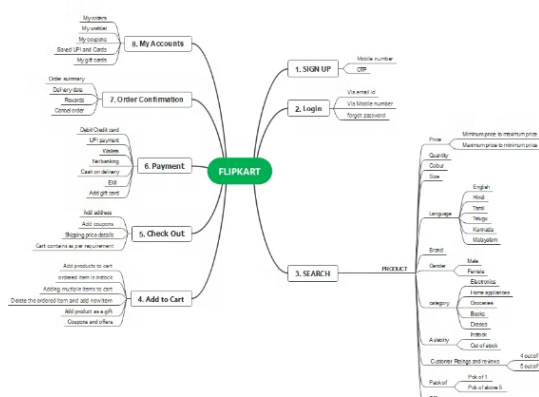 FLIPKART
1. SIGN UP
Mobile number
OTP
2. Login
Via email id
Via Mobile number
forgot password
3. SEARCH
PRODUCT
Price
Minimum price to maximum price
Maximum price to minimum price
Quantity
Colour
Size
Language
English
Hindi
Tamil
Telugu
Kannada
Malayalam
Brand
Gender
Male
Female
category
Electronics
Home appliances
Groceries
Books
Dresses
Instock
Out of stock
Customer Ratings and reviews
4 out of
5 out of
Pack of
Pck of 1
Pck of above 5
4. Add to Cart
Add products to cart
ordered item is instock
Adding multiple items to cart
Delete the ordered item and add new item
Add product as a gift
Coupons and offers
5. Check Out
Add address
Add coupons
Shipping price details
Cart contains as per requirement
6. Payment
Debit/Credit card
UPI payment
Wallets
Net banking
Cash on delivery
EMI
Add gift card
7. Order Confirmation
Order summary
Delivery date
Rewards
Cancel order
8. My Accounts
My orders
My wishlist
My coupons
Saved UPI and Cards
My gift cards